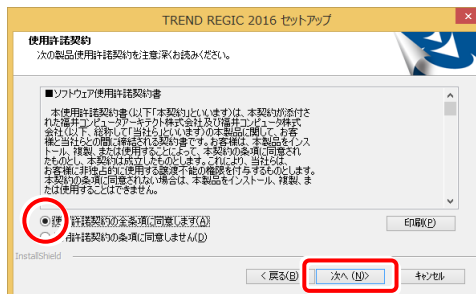 TREND REGIC 2016 セットアップ
使用許諾契約
次の製品使用許諾契約を注意深くお読みください。
■ソフトウェア使用許諾契約書
本使用許諾契約書(以下「本契約」といいます)は、本契約が添付さ
れた福井コンピュータアーキテクト株式会社及び福井コンピュータ株式
会社(以下、総称して「当社ら」といいます)の本製品に関して、お客
様と当社らとの間に締結される契約書です。お客様は、本製品をインス
トール、複製、または使用することによって、本契約の条項に同意され
たものとし、本契約は成立したものとします。これにより、当社らは、
お客様に非独占的に使用する譲渡不能の権限を付与するものとします。
本契約の条項に同意されない場合は、本製品をインストール、複製、ま
たは使用することはできません。
使 許諾契約の全条項に同意します(A)
用許諾契約の条項に同意しません(D)
印刷(P)
InstallShield
< 戻る(B)
次へ (N)>
キャンセル